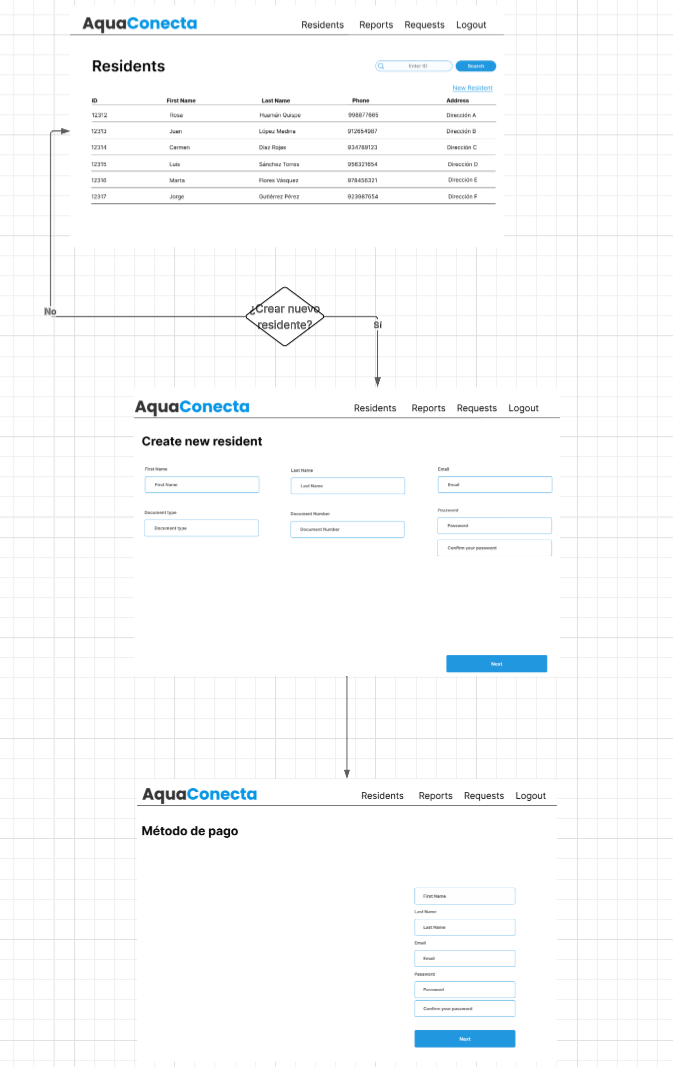 AquaConecta Residents Reports Requests Logout
Residents
Enter ID Search
New Resident
ID First Name Last Name Phone Address
12312 Rosa Huamán Quispe 998877665 Dirección A
12313 Juan López Medina 912654987 Dirección B
12314 Carmen Díaz Rojas 934789123 Dirección C
12315 Luis Sánchez Torres 956321654 Dirección D
12316 Marta Flores Vásquez 978456321 Dirección E
12317 Jorge Gutiérrez Pérez 923987654 Dirección F
No
¿Crear nuevo
residente?
Sí
AquaConecta Residents Reports Requests Logout
Create new resident
First Name Last Name Email
First Name Last Name Email
Document type Document Number Password
Document type Document Number Password
Confirm your password
Next
AquaConecta Residents Reports Requests Logout
Método de pago
First Name
Last Name
Last Name
Email
Email
Password
Password
Confirm your password
Next